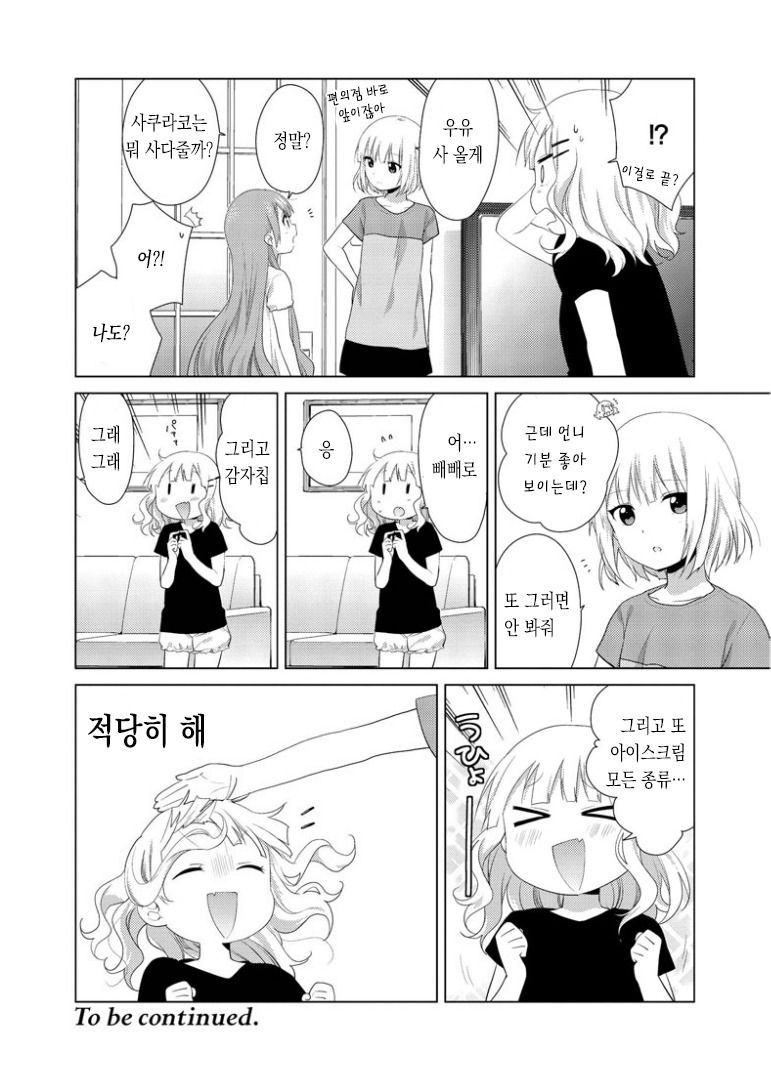 !?
이걸로 끝?
우유
사 올게
편의점 바로
앞이잖아
정말?
사쿠라코는
뭐 사다줄까?
어?!
나도?
근데 언니
기분 좋아
보이는데?
또 그러면
안 봐줘
어…
빼빼로
응
그리고
감자칩
그래
그래
그리고 또
아이스크림
모든 종류…
うひょー
적당히 해
To be continued.